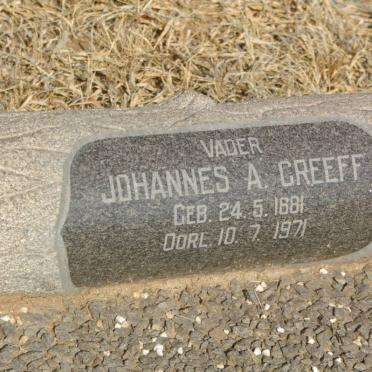 VADER
JOHANNES A. GREEFF
GEB. 24. 5. 1881
OORL. 10. 7. 1971